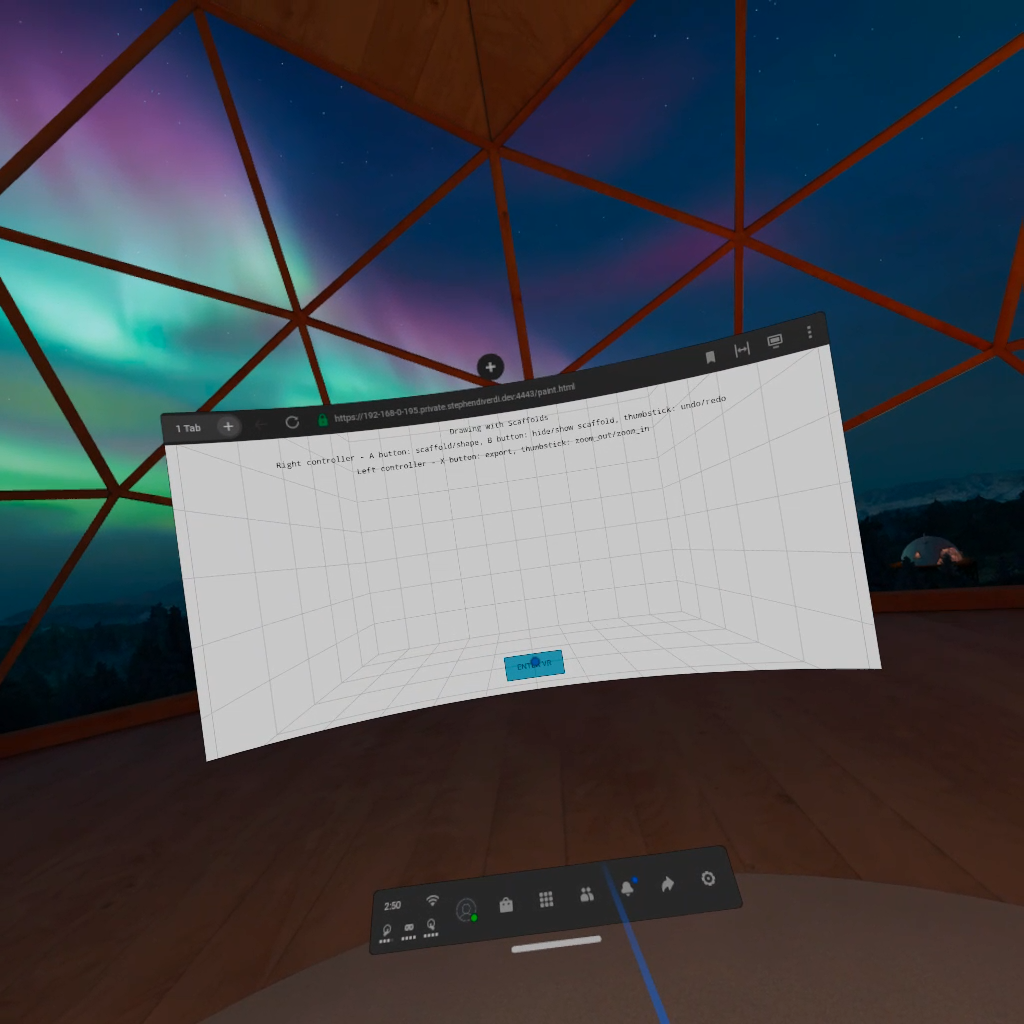 1 Tab
https://192-168-0-195.private.stephendiverdi.dev:4443/paint.html
Drawing with Scaffolds
Right controller - A button: scaffold/shape, B button: hide/show scaffold, thumbstick: undo/redo
Left controller - X button: export, thumbstick: zoom_out/zoom_in
ENTER VR
2:50